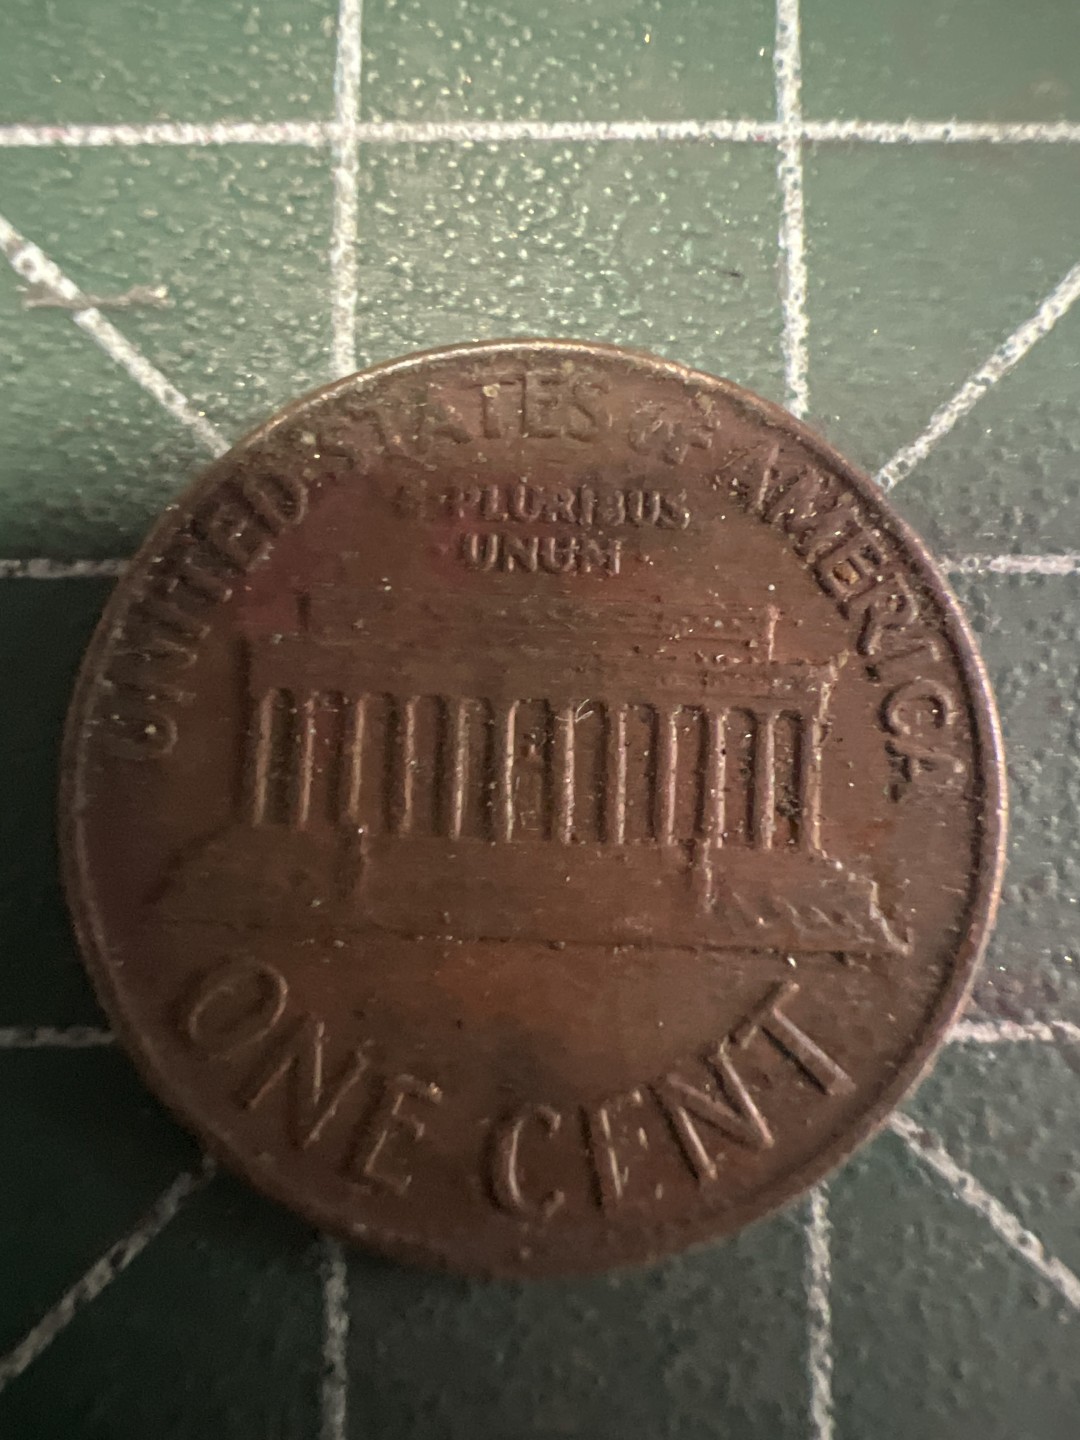 UNITED STATES OF AMERICA
E PLURIBUS
UNUM
ONE CENT